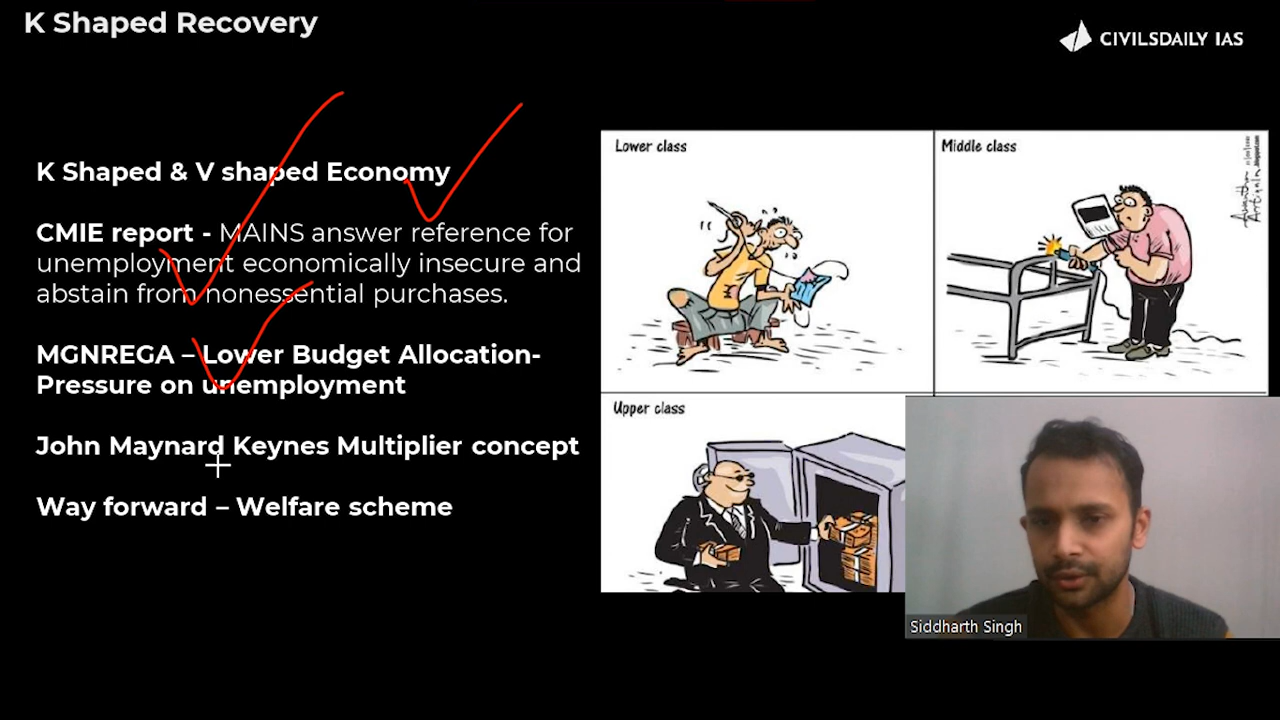 K Shaped Recovery
CIVILSDAILY IAS
K Shaped & V shaped Economy
CMIE report - MAINS answer reference for
unemployment economically insecure and
abstain from nonessential purchases.
MGNREGA – Lower Budget Allocation-
Pressure on unemployment
John Maynard Keynes Multiplier concept
Way forward – Welfare scheme
Lower class
Middle class
Upper class
Siddharth Singh